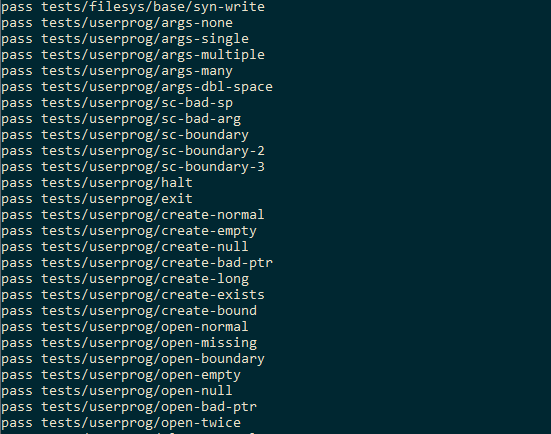 pass tests/filesys/base/syn-write
pass tests/userprog/args-none
pass tests/userprog/args-single
pass tests/userprog/args-multiple
pass tests/userprog/args-many
pass tests/userprog/args-dbl-space
pass tests/userprog/sc-bad-sp
pass tests/userprog/sc-bad-arg
pass tests/userprog/sc-boundary
pass tests/userprog/sc-boundary-2
pass tests/userprog/sc-boundary-3
pass tests/userprog/halt
pass tests/userprog/exit
pass tests/userprog/create-normal
pass tests/userprog/create-empty
pass tests/userprog/create-null
pass tests/userprog/create-bad-ptr
pass tests/userprog/create-long
pass tests/userprog/create-exists
pass tests/userprog/create-bound
pass tests/userprog/open-normal
pass tests/userprog/open-missing
pass tests/userprog/open-boundary
pass tests/userprog/open-empty
pass tests/userprog/open-null
pass tests/userprog/open-bad-ptr
pass tests/userprog/open-twice